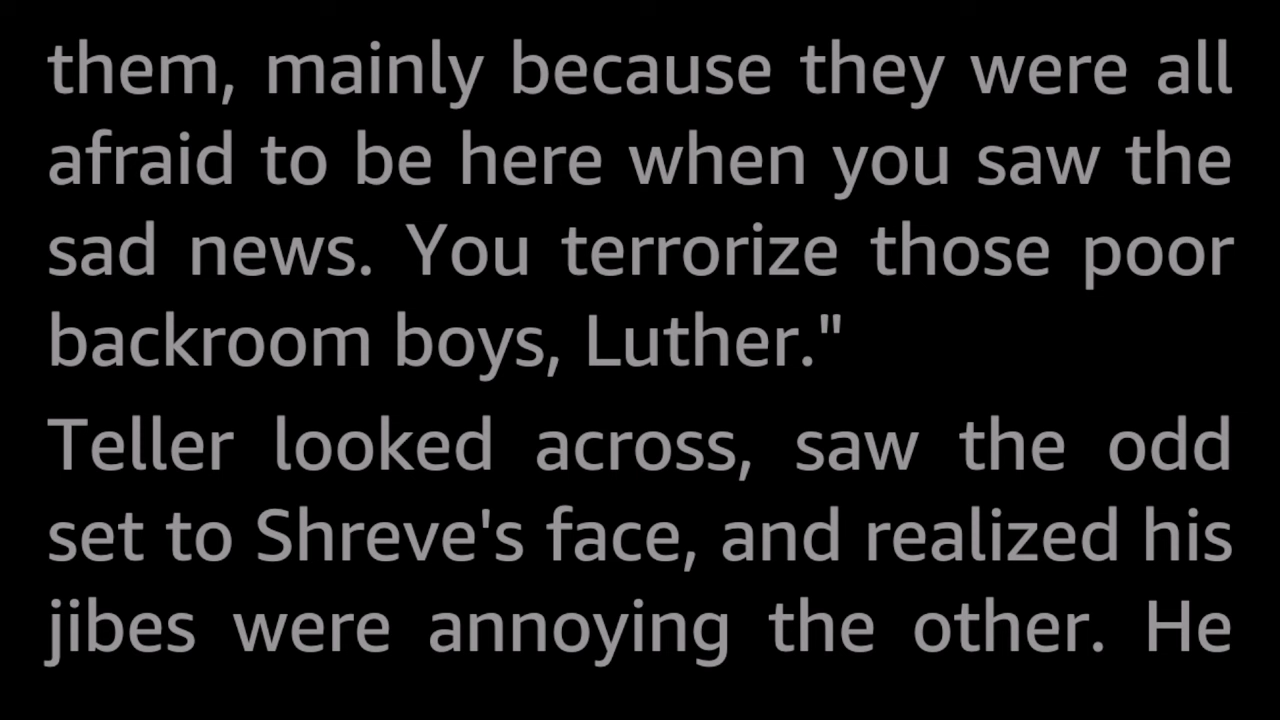 them, mainly because they were all
afraid to be here when you saw the
sad news. You terrorize those poor
backroom boys, Luther."
Teller looked across, saw the odd
set to Shreve's face, and realized his
jibes were annoying the other. He